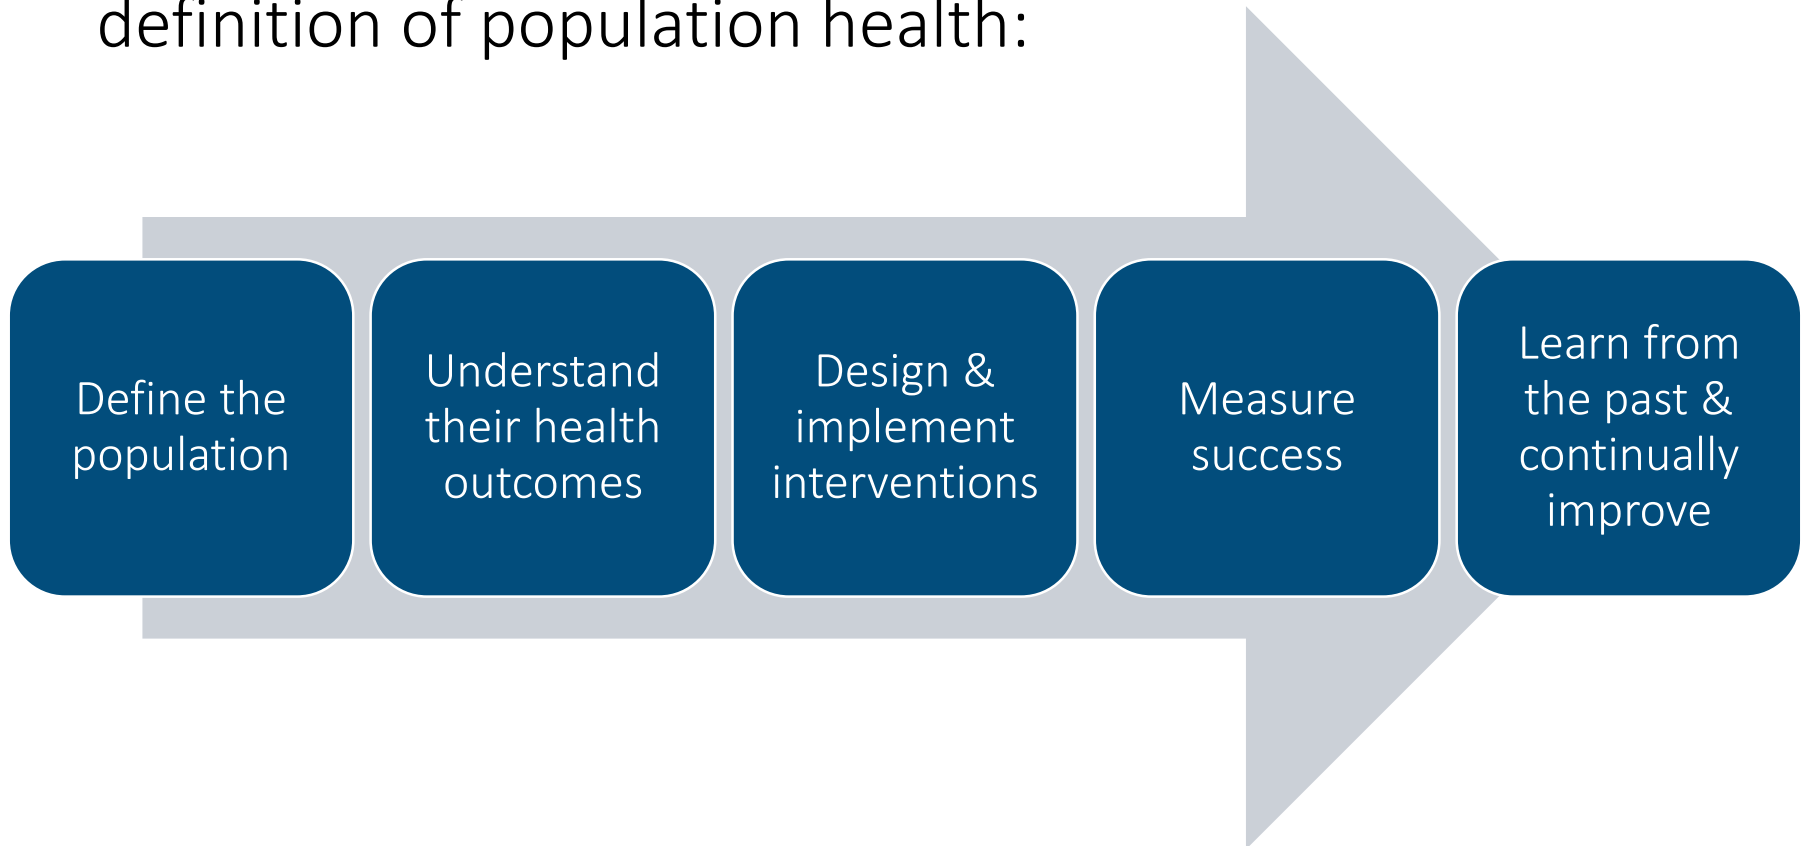 definition of population health:
Define the
population
Understand
their health
outcomes
Design &
implement
interventions
Measure
success
Learn from
the past &
continually
improve